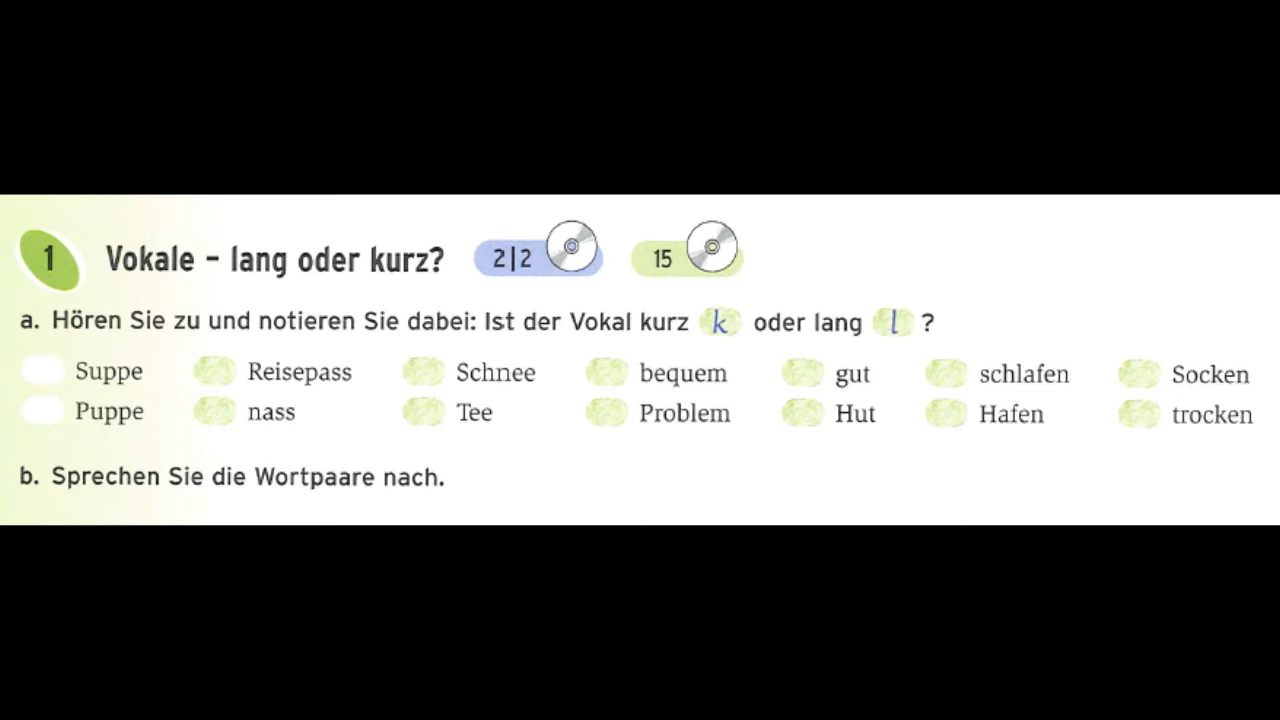 1 Vokale – lang oder kurz? 2|2 15
a. Hören Sie zu und notieren Sie dabei: Ist der Vokal kurz k oder lang l ?
Suppe Reisepass Schnee bequem gut schlafen Socken
Puppe nass Tee Problem Hut Hafen trocken
b. Sprechen Sie die Wortpaare nach.